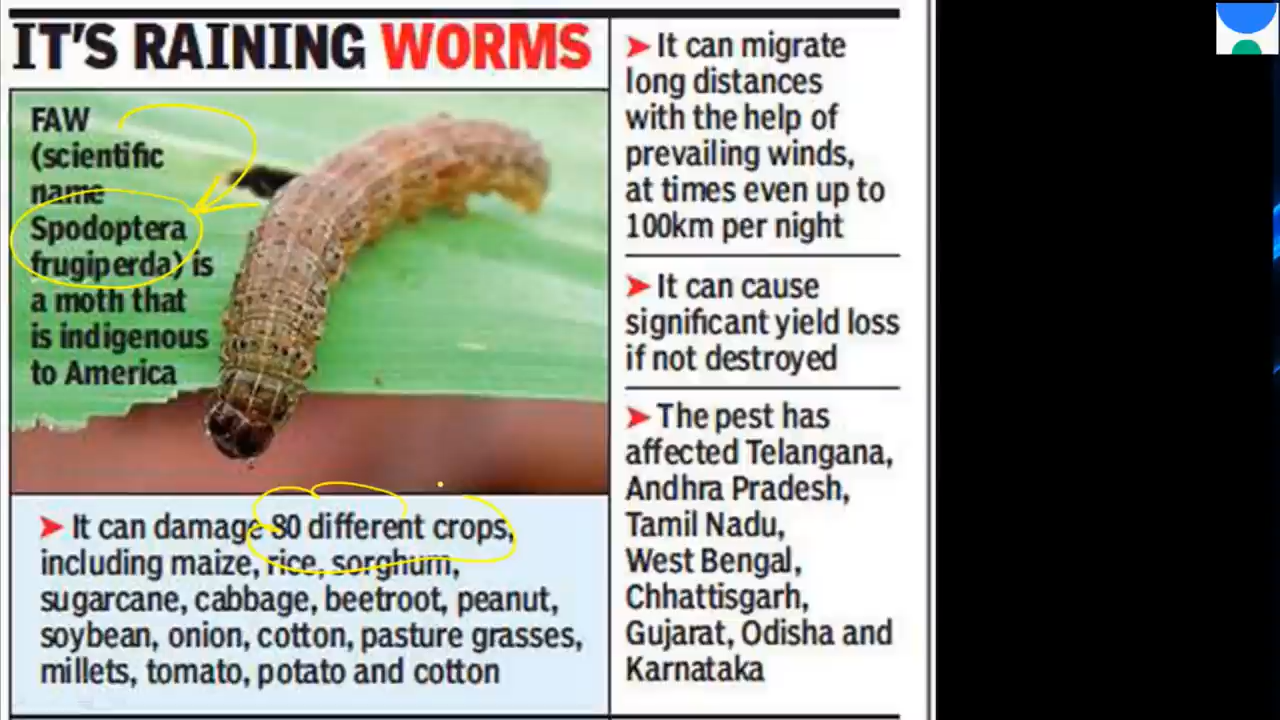 IT'S RAINING WORMS
FAW
(scientific
name
Spodoptera
frugiperda) is
a moth that
is indigenous
to America
➤ It can damage 80 different crops,
including maize, rice, sorghum,
sugarcane, cabbage, beetroot, peanut,
soybean, onion, cotton, pasture grasses,
millets, tomato, potato and cotton
➤ It can migrate
long distances
with the help of
prevailing winds,
at times even up to
100km per night
➤ It can cause
significant yield loss
if not destroyed
➤ The pest has
affected Telangana,
Andhra Pradesh,
Tamil Nadu,
West Bengal,
Chhattisgarh,
Gujarat, Odisha and
Karnataka